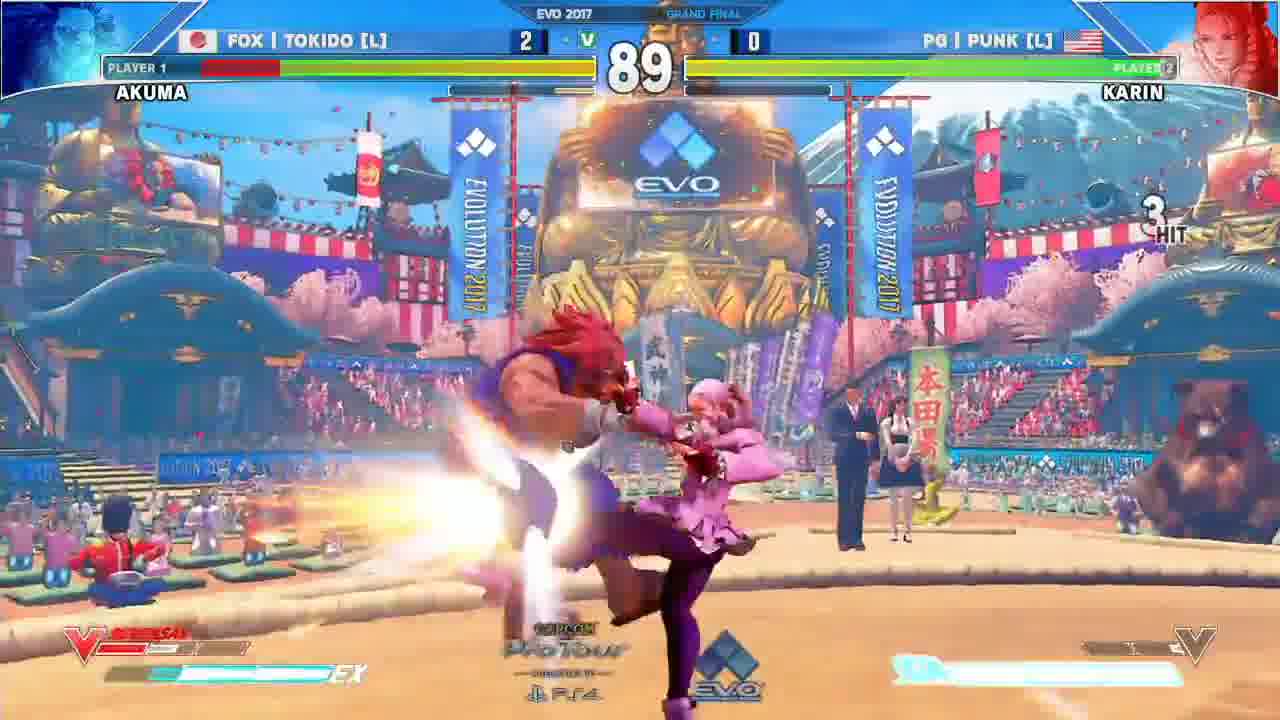 EVO 2017
GRAND FINAL
FOX | TOKIDO [L]
2
V
0
PG | PUNK [L]
PLAYER 1
89
PLAYER 2
AKUMA
KARIN
EVO
EVOLUTION 2017
EVOLUTION 2017
3
HIT
本田
CAPCOM
PRO TOUR
PS4
EVO
V
REVERSAL
V
EX